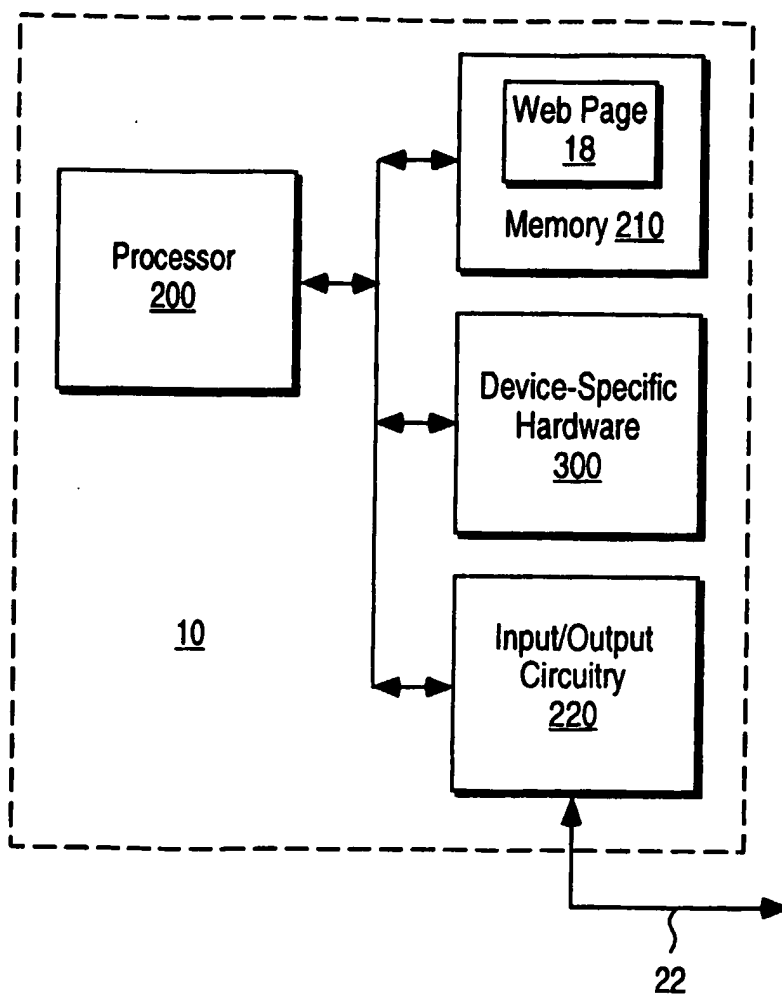 Web Page
18
Memory 210
Processor
200
Device-Specific
Hardware
300
10
Input/Output
Circuitry
220
22